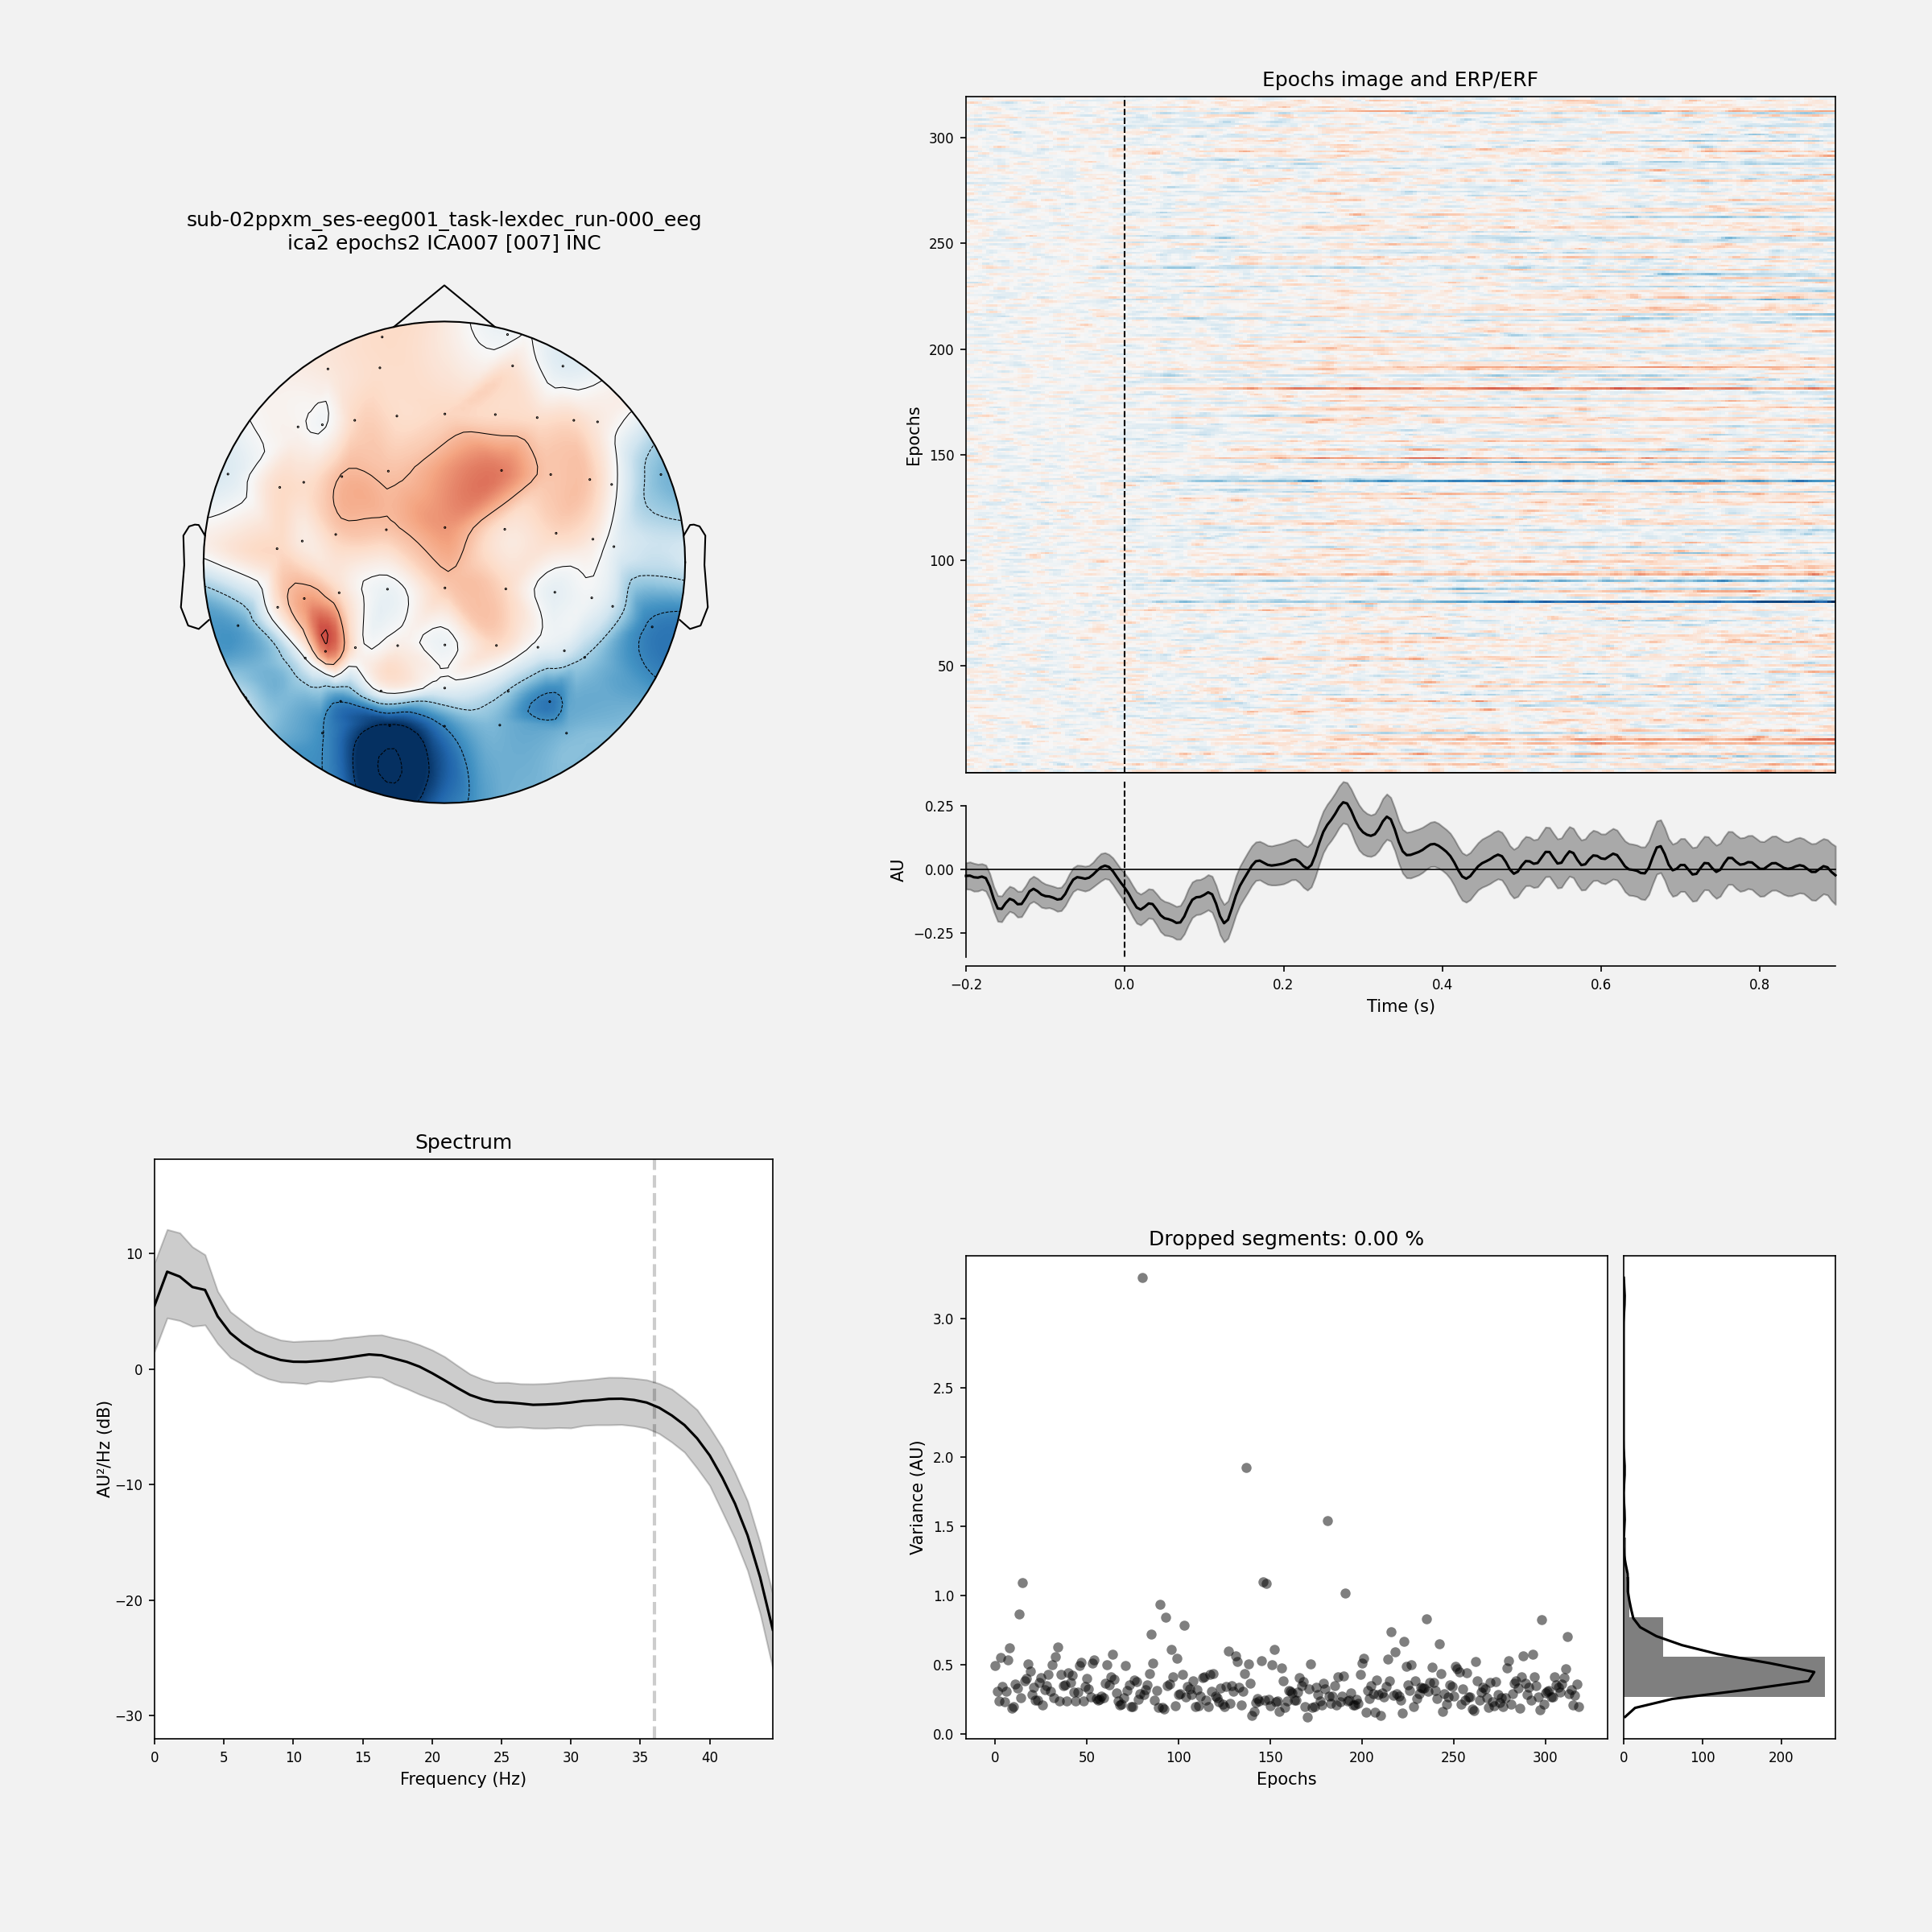 sub-02ppxm_ses-eeg001_task-lexdec_run-000_eeg
ica2 epochs2 ICA007 [007] INC
Epochs image and ERP/ERF
Epochs
300
250
200
150
100
50
AU
0.25
0.00
−0.25
−0.2 0.0 0.2 0.4 0.6 0.8
Time (s)
Spectrum
AU²/Hz (dB)
10
0
−10
−20
−30
0 5 10 15 20 25 30 35 40
Frequency (Hz)
Dropped segments: 0.00 %
Variance (AU)
3.0
2.5
2.0
1.5
1.0
0.5
0.0
0 50 100 150 200 250 300
Epochs
0 100 200